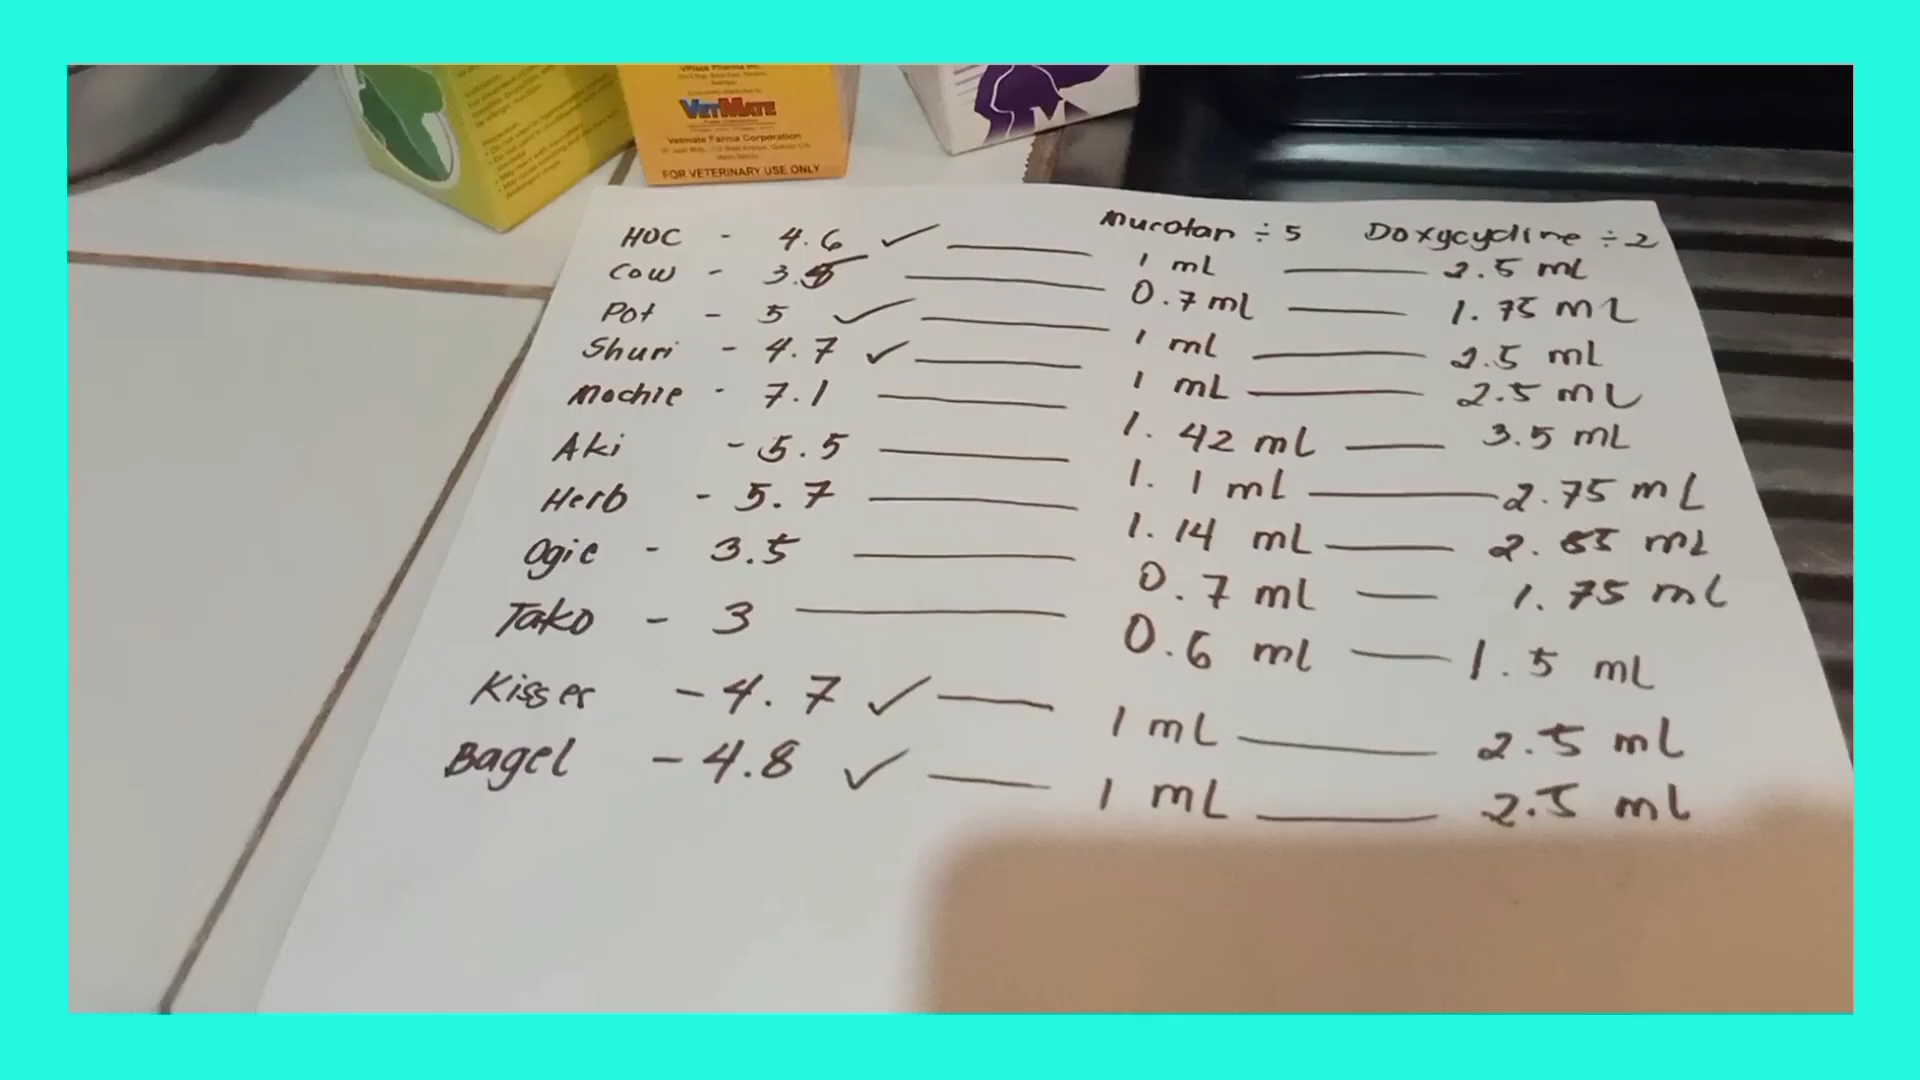 VETMATE
Vetmate Farma Corporation
FOR VETERINARY USE ONLY
Murotan ÷ 5 Doxycycline ÷ 2
HOC - 4.6 ✓ 1 mL 2.5 mL
Cow - 3.5 0.7 mL 1.75 mL
Pot - 5 ✓ 1 mL 2.5 mL
Shuri - 4.7 ✓ 1 mL 2.5 mL
Mochie - 7.1 1.42 mL 3.5 mL
Aki - 5.5 1.1 mL 2.75 mL
Herb - 5.7 1.14 mL 2.85 mL
Ogie - 3.5 0.7 mL 1.75 mL
Tako - 3 0.6 mL 1.5 mL
Kisses - 4.7 ✓ 1 mL 2.5 mL
Bagel - 4.8 ✓ 1 mL 2.5 mL